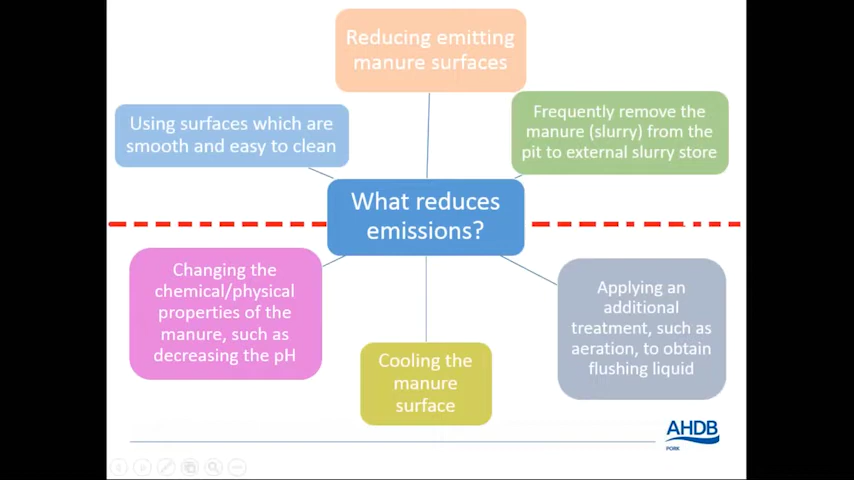 Reducing emitting
manure surfaces
Using surfaces which are
smooth and easy to clean
Frequently remove the
manure (slurry) from the
pit to external slurry store
What reduces
emissions?
Changing the
chemical/physical
properties of the
manure, such as
decreasing the pH
Cooling the
manure
surface
Applying an
additional
treatment, such as
aeration, to obtain
flushing liquid
AHDB
PORK